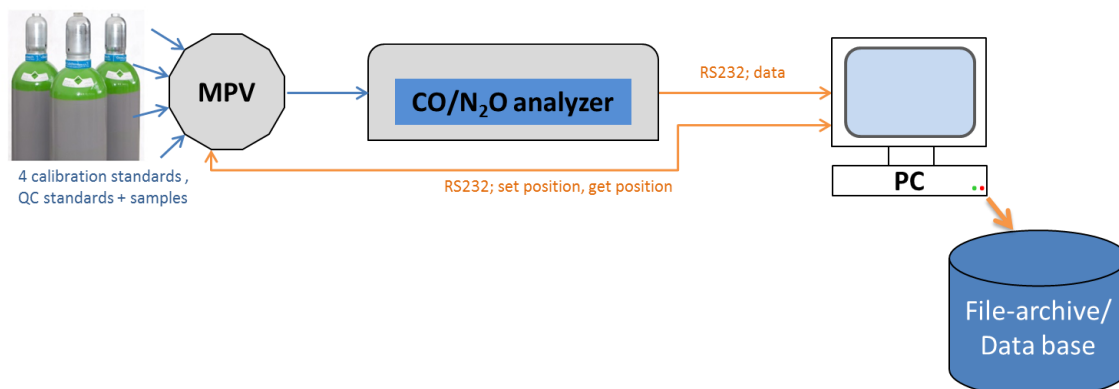 MPV
CO/N₂O analyzer
RS232; data
4 calibration standards ,
QC standards + samples
RS232; set position, get position
PC
File-archive/
Data base